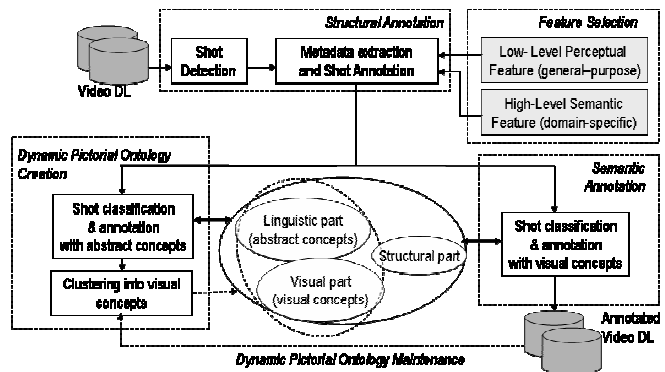 Structural Annotation
Feature Selection
Shot
Detection
Metadata extraction
and Shot Annotation
Low- Level Perceptual
Feature (general–purpose)
High-Level Semantic
Feature (domain-specific)
Video DL
Dynamic Pictorial Ontology
Creation
Semantic
Annotation
Shot classification
& annotation
with abstract concepts
Linguistic part
(abstract concepts)
Structural part
Shot classification
& annotation
with visual concepts
Clustering into visual
concepts
Visual part
(visual concepts)
Annotated
Video DL
Dynamic Pictorial Ontology Maintenance